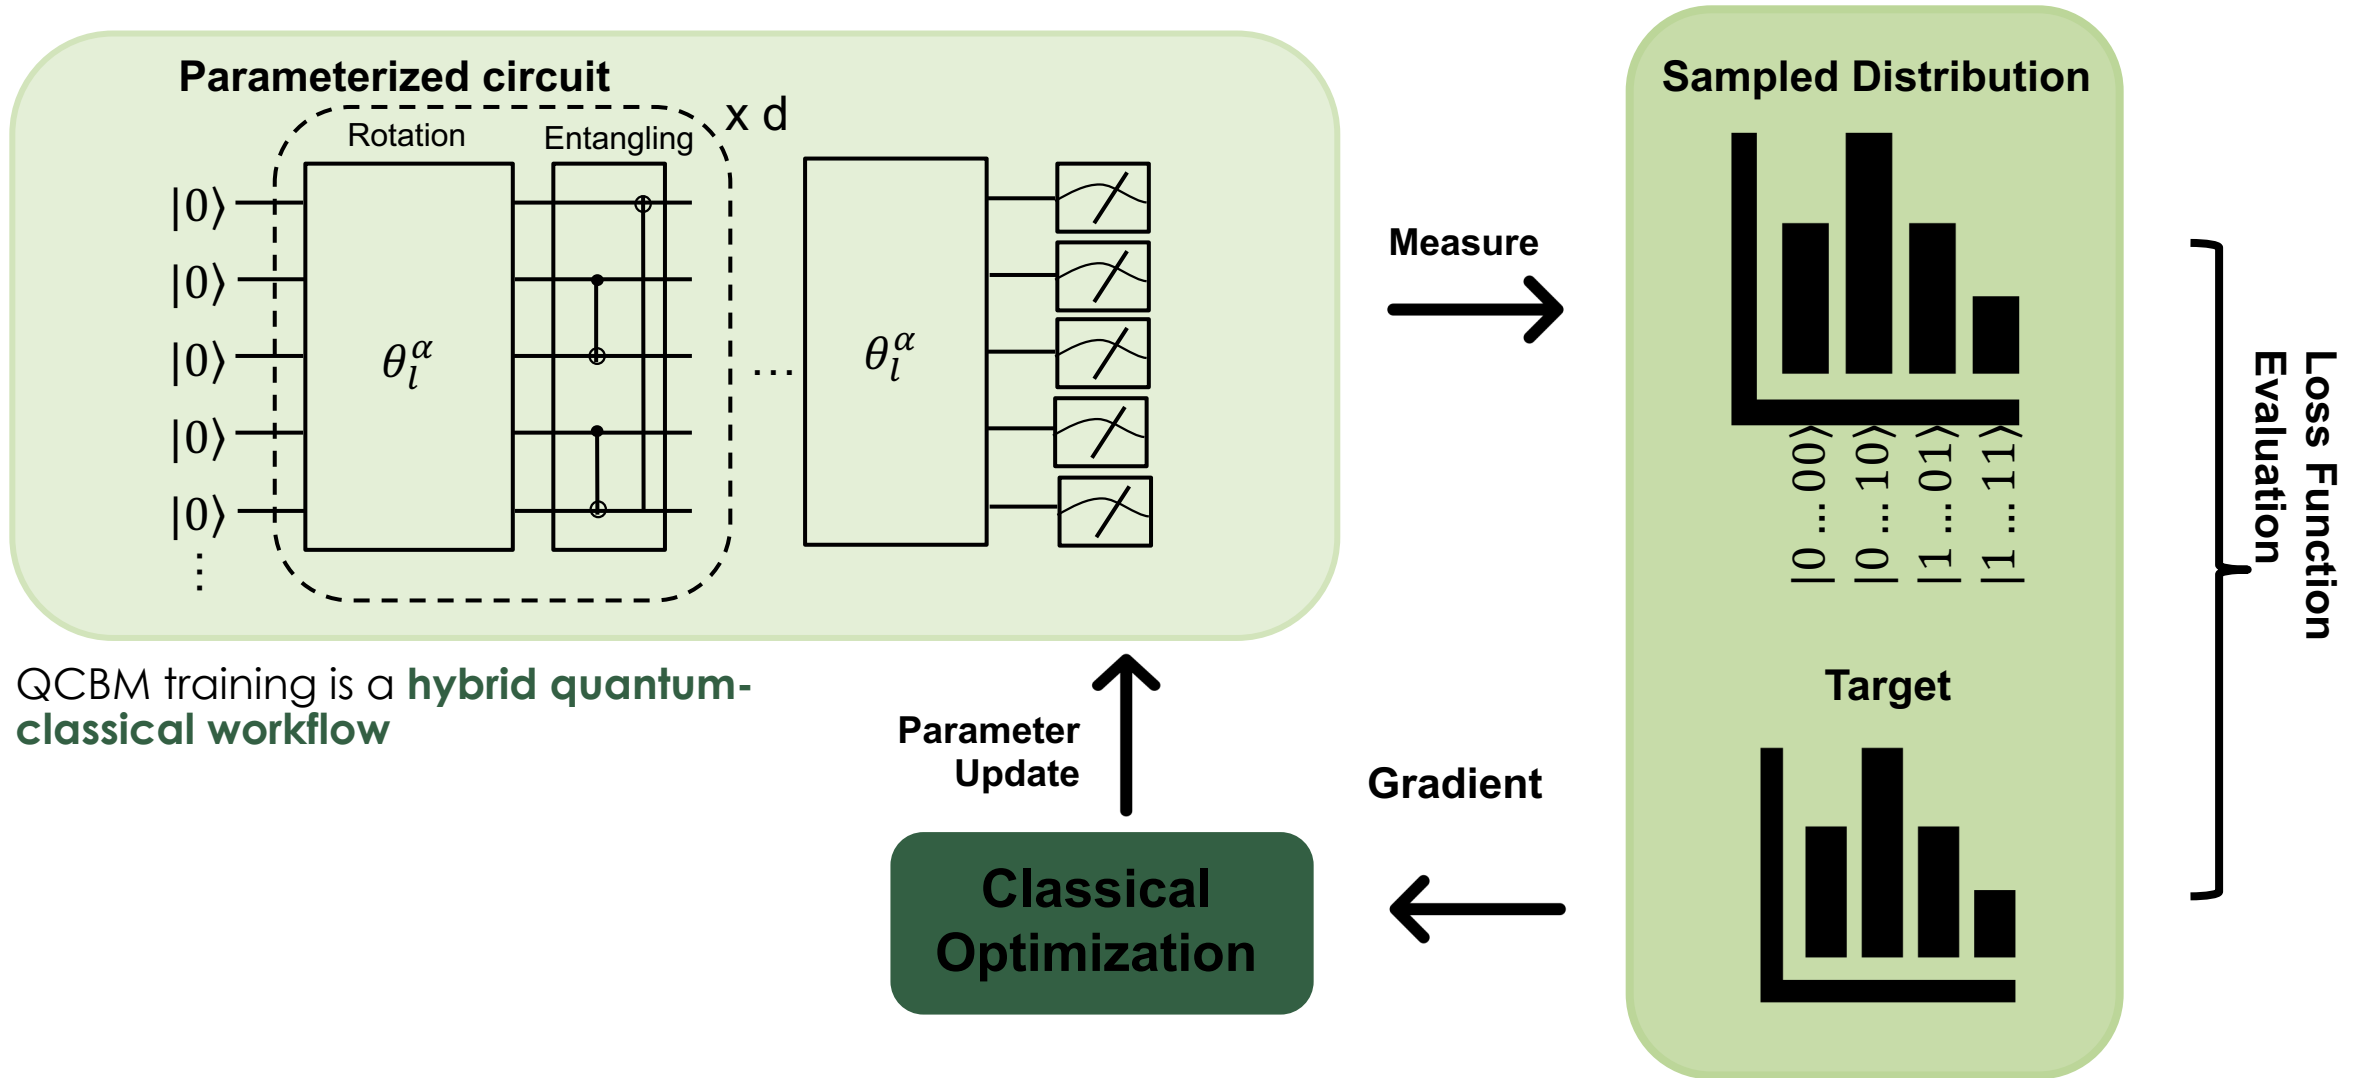 Parameterized circuit
x d
Rotation
Entangling
|0⟩
|0⟩
|0⟩
|0⟩
|0⟩
⋮
θ_l^α
...
θ_l^α
Measure
Sampled Distribution
|0 ... 00⟩
|0 ... 10⟩
|1 ... 01⟩
|1 ... 11⟩
Loss Function
Evaluation
Target
Gradient
Classical
Optimization
Parameter
Update
QCBM training is a hybrid quantum-
classical workflow